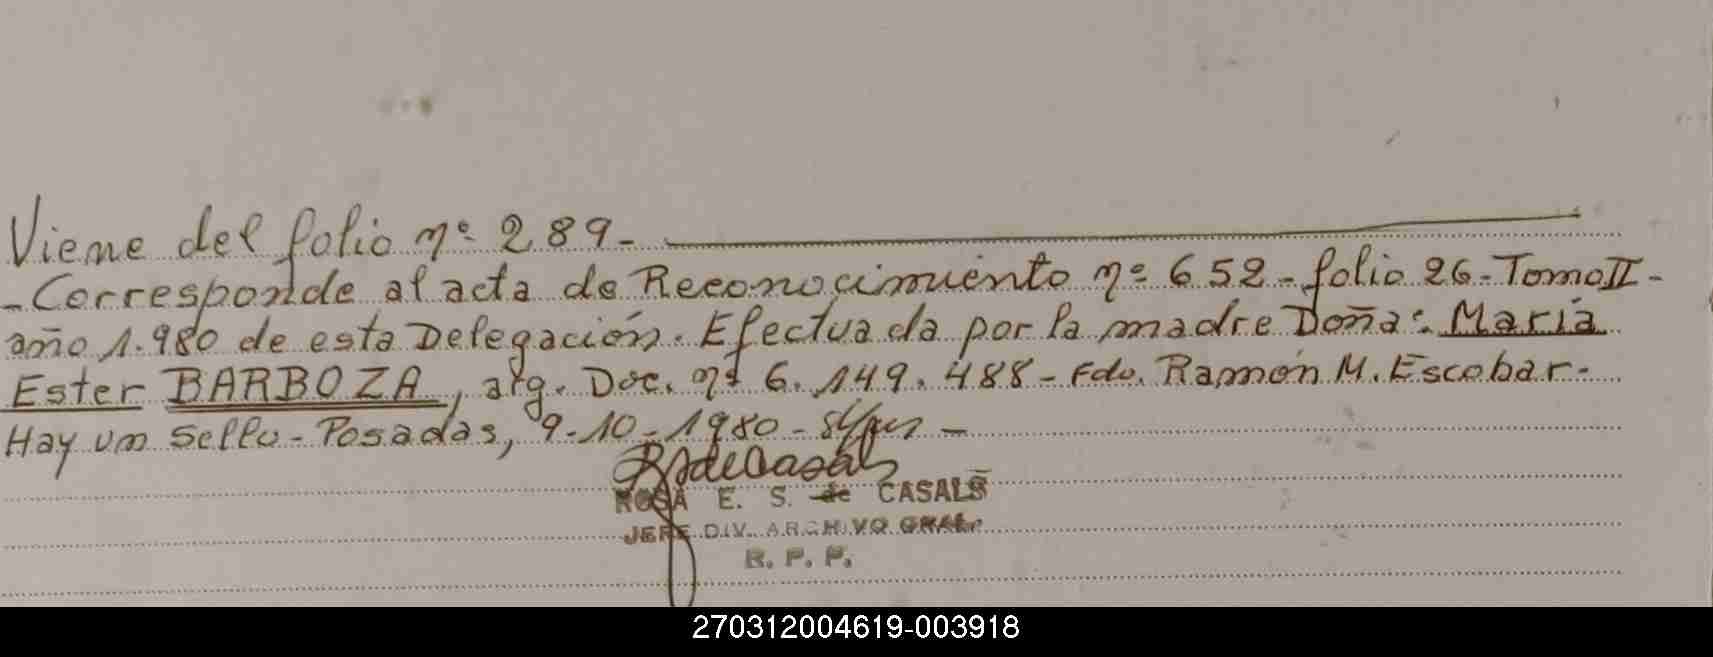 Viene del folio nº 289-
- Corresponde al acta de Reconocimiento nº 652 - folio 26 - Tomo II -
año 1.980 de esta Delegación. Efectuada por la madre Doña: María
Ester BARBOZA, arg. Doc. nº 6.149.488 - Fdo. Ramón M. Escobar -
Hay un sello - Posadas, 9-10-1980 -
ROSA E. S. de CASALS
JEFE DIV. ARCHIVO GRAL.
R. P. P.
270312004619-003918